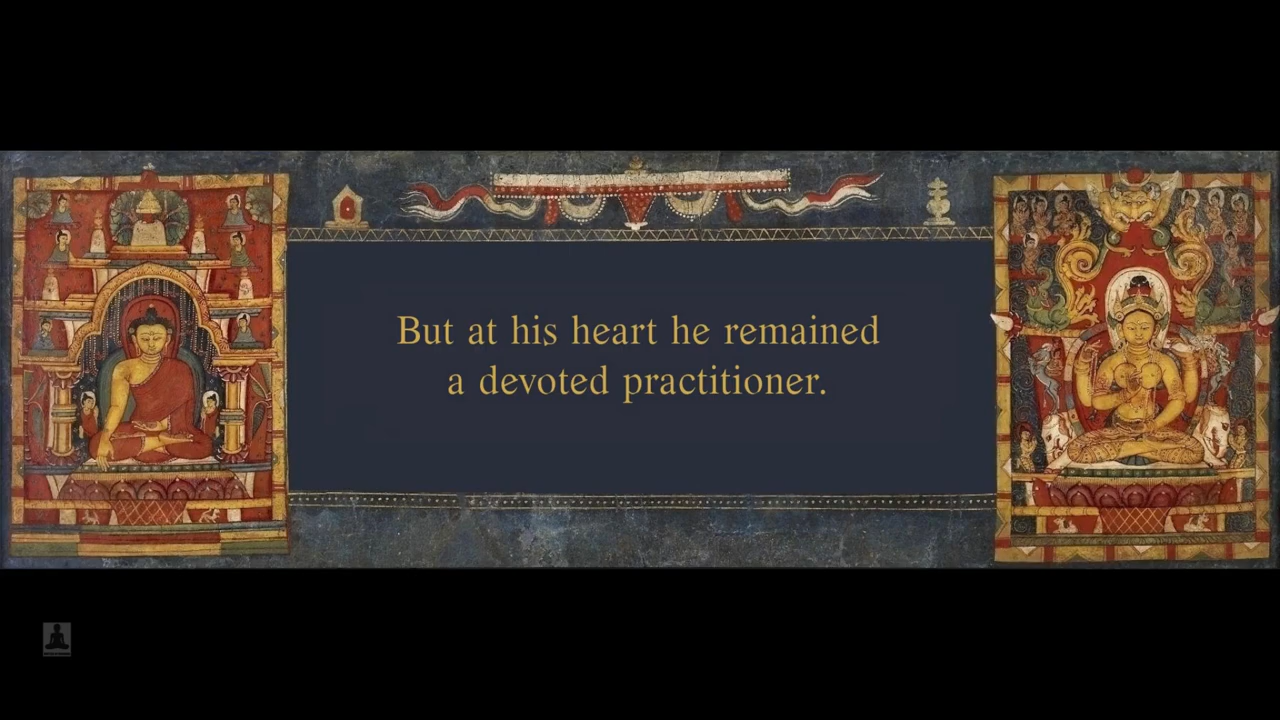 But at his heart he remained
a devoted practitioner.